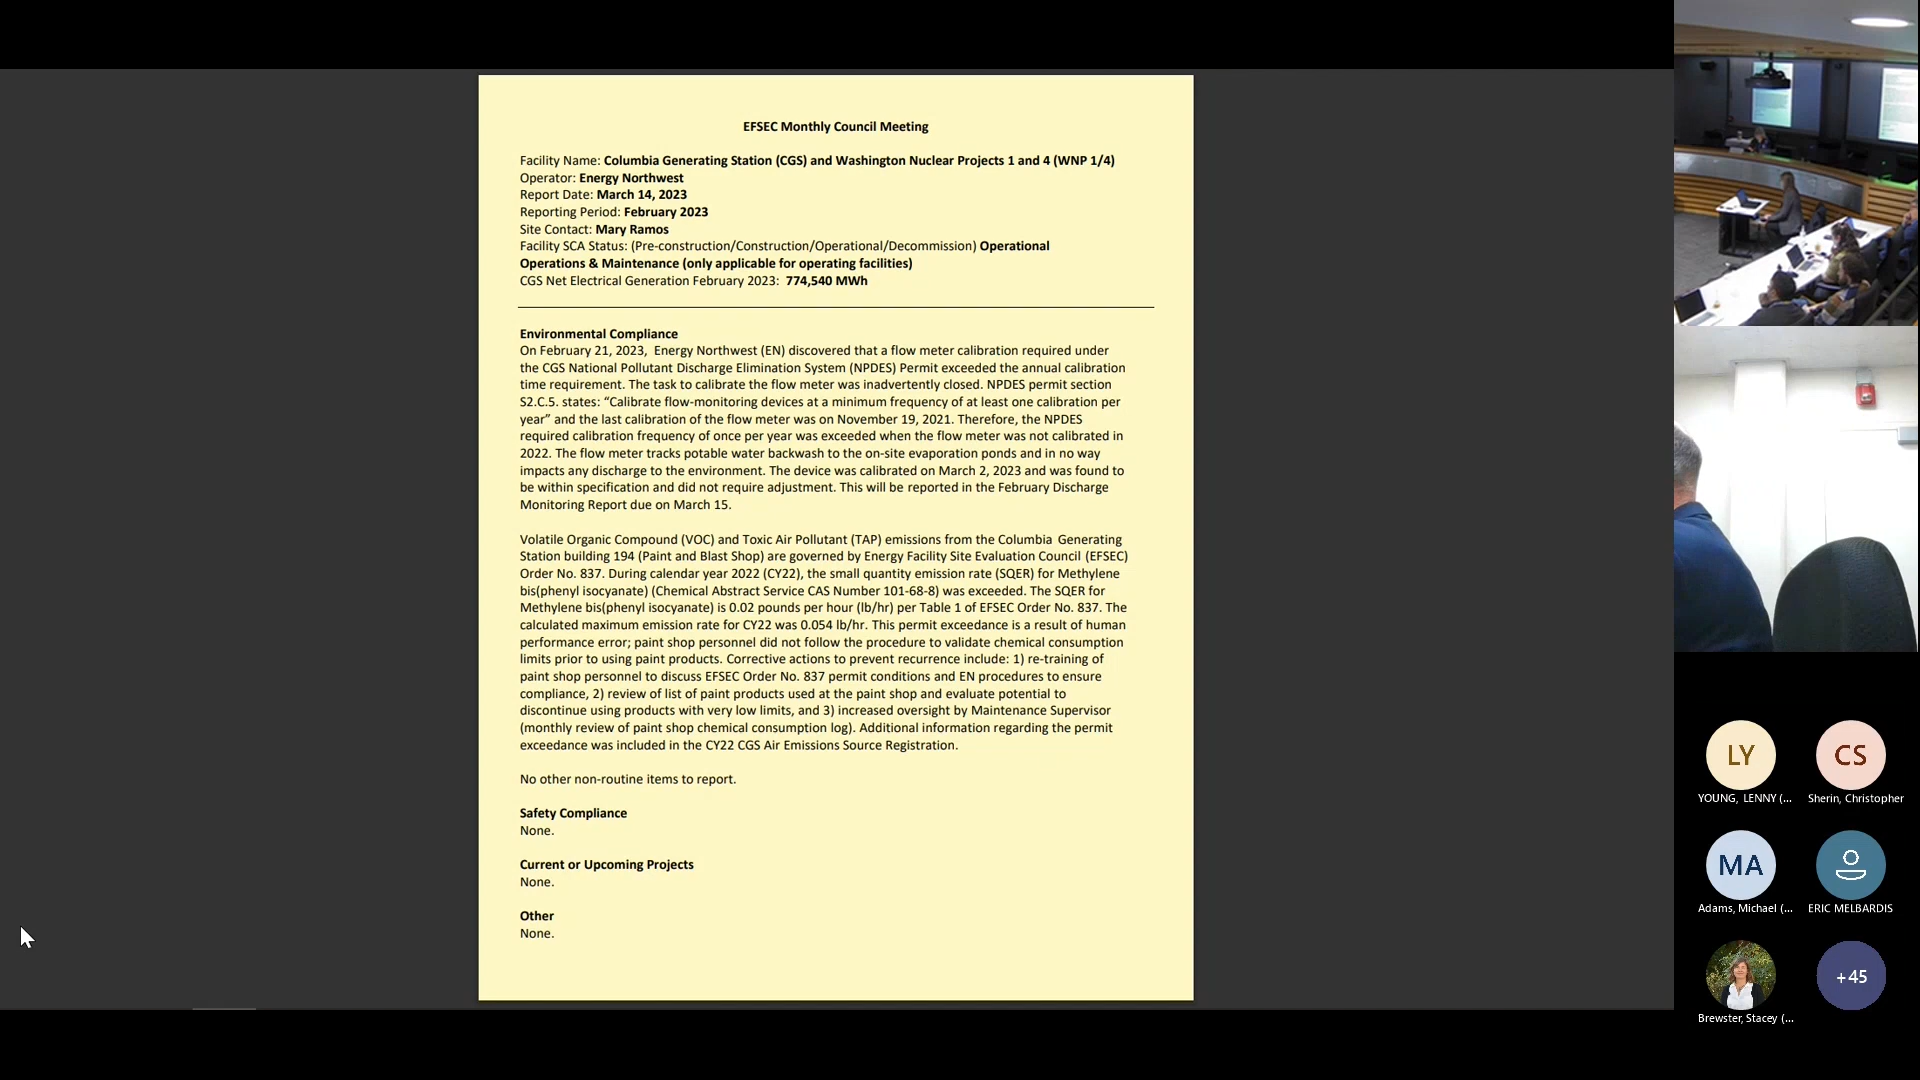 EFSEC Monthly Council Meeting
Facility Name: Columbia Generating Station (CGS) and Washington Nuclear Projects 1 and 4 (WNP 1/4)
Operator: Energy Northwest
Report Date: March 14, 2023
Reporting Period: February 2023
Site Contact: Mary Ramos
Facility SCA Status: (Pre-construction/Construction/Operational/Decommission) Operational
Operations & Maintenance (only applicable for operating facilities)
CGS Net Electrical Generation February 2023: 774,540 MWh
Environmental Compliance
On February 21, 2023, Energy Northwest (EN) discovered that a flow meter calibration required under
the CGS National Pollutant Discharge Elimination System (NPDES) Permit exceeded the annual calibration
time requirement. The task to calibrate the flow meter was inadvertently closed. NPDES permit section
S2.C.5. states: “Calibrate flow-monitoring devices at a minimum frequency of at least one calibration per
year” and the last calibration of the flow meter was on November 19, 2021. Therefore, the NPDES
required calibration frequency of once per year was exceeded when the flow meter was not calibrated in
2022. The flow meter tracks potable water backwash to the on-site evaporation ponds and in no way
impacts any discharge to the environment. The device was calibrated on March 2, 2023 and was found to
be within specification and did not require adjustment. This will be reported in the February Discharge
Monitoring Report due on March 15.
Volatile Organic Compound (VOC) and Toxic Air Pollutant (TAP) emissions from the Columbia Generating
Station building 194 (Paint and Blast Shop) are governed by Energy Facility Site Evaluation Council (EFSEC)
Order No. 837. During calendar year 2022 (CY22), the small quantity emission rate (SQER) for Methylene
bis(phenyl isocyanate) (Chemical Abstract Service CAS Number 101-68-8) was exceeded. The SQER for
Methylene bis(phenyl isocyanate) is 0.02 pounds per hour (lb/hr) per Table 1 of EFSEC Order No. 837. The
calculated maximum emission rate for CY22 was 0.054 lb/hr. This permit exceedance is a result of human
performance error; paint shop personnel did not follow the procedure to validate chemical consumption
limits prior to using paint products. Corrective actions to prevent recurrence include: 1) re-training of
paint shop personnel to discuss EFSEC Order No. 837 permit conditions and EN procedures to ensure
compliance, 2) review of list of paint products used at the paint shop and evaluate potential to
discontinue using products with very low limits, and 3) increased oversight by Maintenance Supervisor
(monthly review of paint shop chemical consumption log). Additional information regarding the permit
exceedance was included in the CY22 CGS Air Emissions Source Registration.
No other non-routine items to report.
Safety Compliance
None.
Current or Upcoming Projects
None.
Other
None.
LY
CS
YOUNG, LENNY (...
Sherin, Christopher
MA
Adams, Michael (...
ERIC MELBARDIS
+45
Brewster, Stacey (...